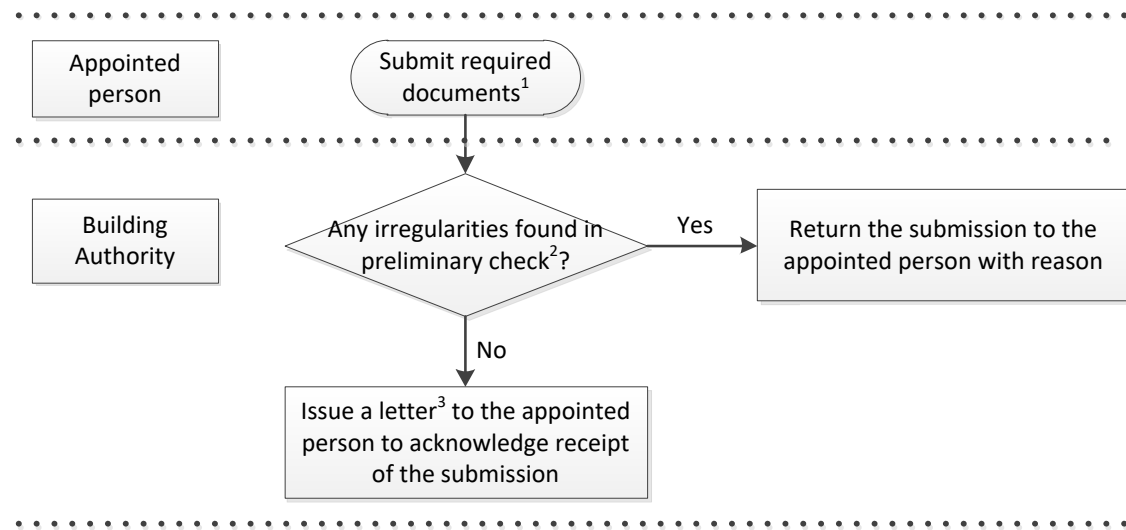 Appointed
person
Submit required
documents¹
Building
Authority
Any irregularities found in
preliminary check²?
Yes
Return the submission to the
appointed person with reason
No
Issue a letter³ to the appointed
person to acknowledge receipt
of the submission